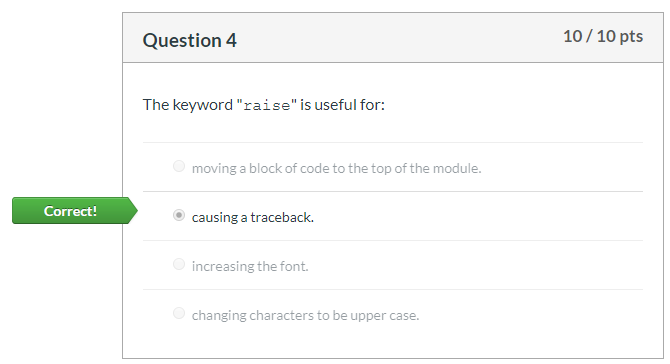 Question 4
10 / 10 pts
The keyword "raise" is useful for:
moving a block of code to the top of the module.
Correct!
causing a traceback.
increasing the font.
changing characters to be upper case.